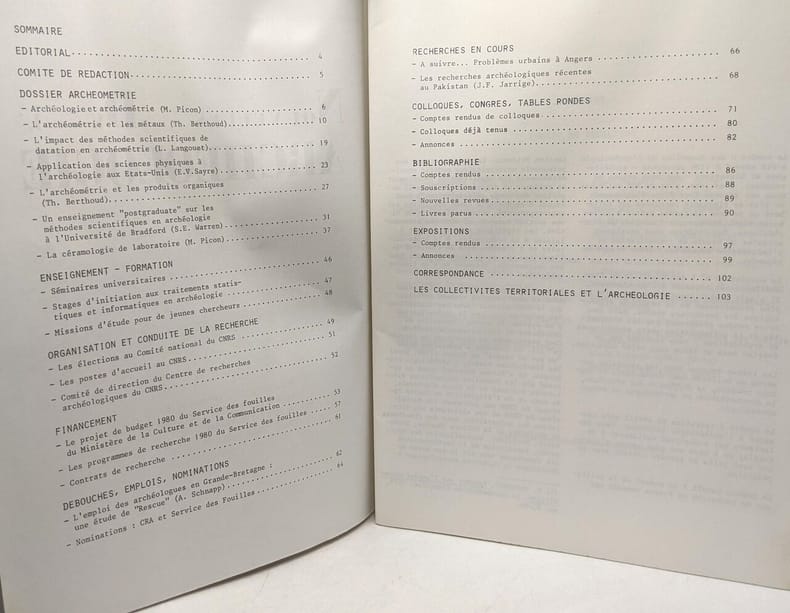 SOMMAIRE
EDITORIAL 4
COMITE DE REDACTION 5
DOSSIER ARCHEOMETRIE
- Archéologie et archéométrie (M. Picon) 6
- L'archéométrie et les métaux (Th. Berthoud) 10
- L'impact des méthodes scientifiques de
datation en archéométrie (L. Langouet) 19
- Application des sciences physiques à
l'archéologie aux Etats-Unis (E.V.Sayre) 23
- L'archéométrie et les produits organiques
(Th. Berthoud) 27
- Un enseignement "postgraduate" sur les
méthodes scientifiques en archéologie
à l'Université de Bradford (S.E. Warren) 31
- La céramologie de laboratoire (M. Picon) 37
ENSEIGNEMENT - FORMATION
- Séminaires universitaires 46
- Stages d'initiation aux traitements statis-
tiques et informatiques en archéologie 47
- Missions d'étude pour de jeunes chercheurs 48
ORGANISATION ET CONDUITE DE LA RECHERCHE
- Les élections au Comité national du CNRS 49
- Les postes d'accueil au CNRS 51
- Comité de direction du Centre de recherches
archéologiques du CNRS 52
FINANCEMENT
- Le projet de budget 1980 du Service des fouilles
du Ministère de la Culture et de la Communication 53
- Les programmes de recherche 1980 du Service des fouilles 57
- Contrats de recherche 61
DEBOUCHES, EMPLOIS, NOMINATIONS
- L'emploi des archéologues en Grande-Bretagne :
une étude de "Rescue" (A. Schnapp) 62
- Nominations : CRA et Service des Fouilles 64
RECHERCHES EN COURS
- A suivre... Problèmes urbains à Angers 66
- Les recherches archéologiques récentes
au Pakistan (J.F. Jarrige) 68
COLLOQUES, CONGRES, TABLES RONDES
- Comptes rendus de colloques 71
- Colloques déjà tenus 80
- Annonces 82
BIBLIOGRAPHIE
- Comptes rendus 86
- Souscriptions 88
- Nouvelles revues 89
- Livres parus 90
EXPOSITIONS
- Comptes rendus 97
- Annonces 99
CORRESPONDANCE 102
LES COLLECTIVITES TERRITORIALES ET L'ARCHEOLOGIE 103